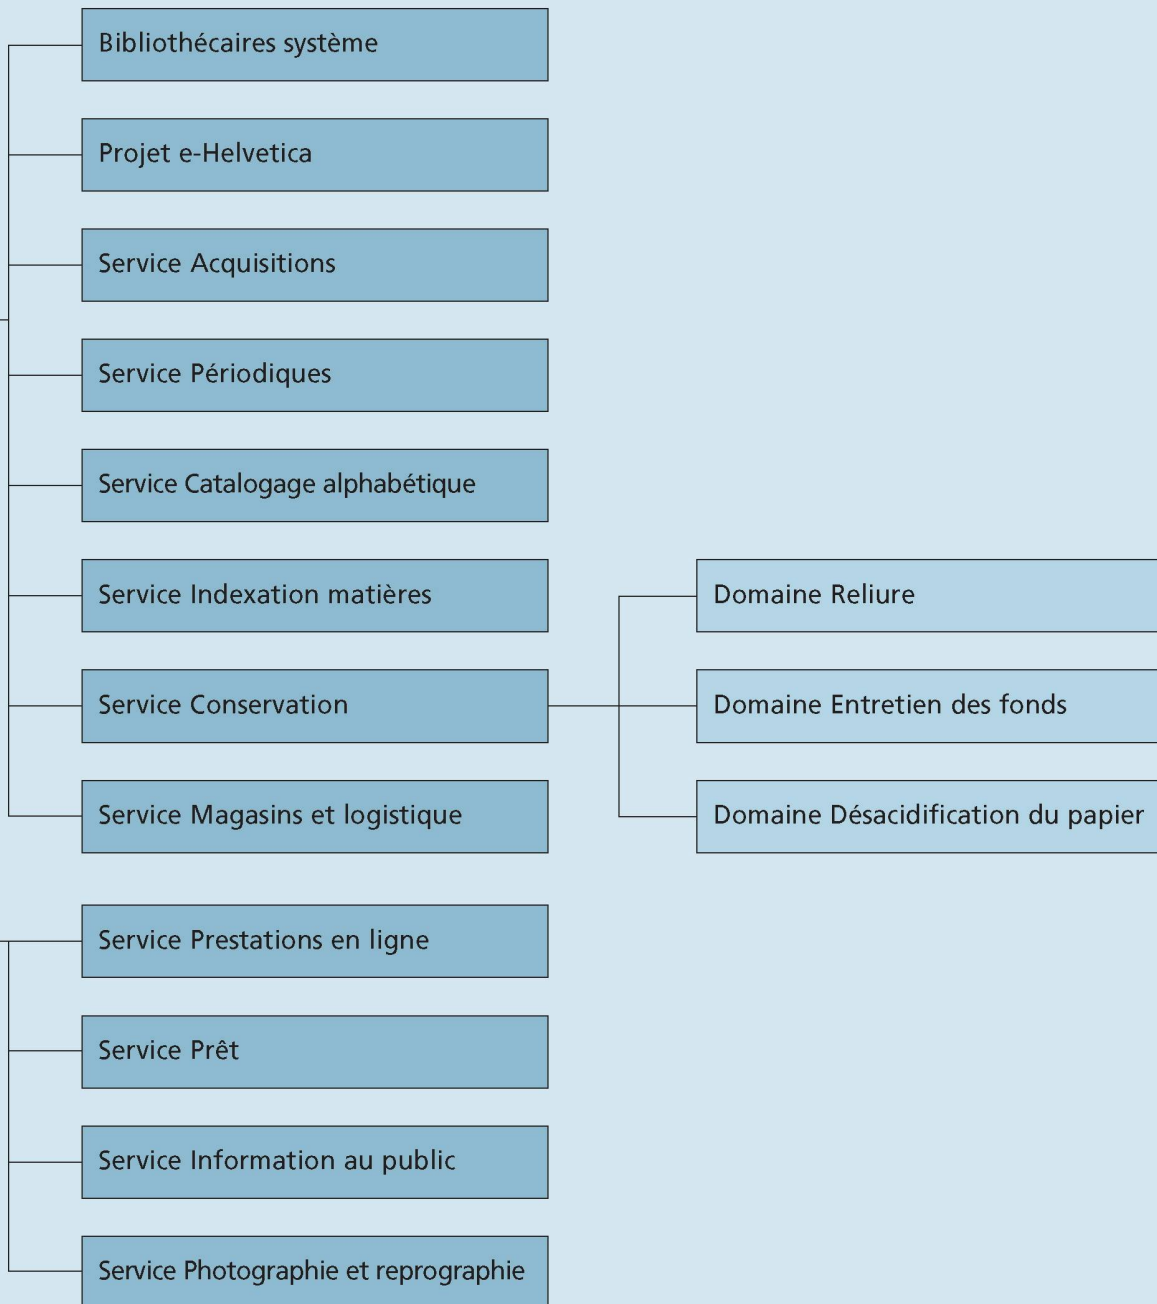 Bibliothécaires système
Projet e-Helvetica
Service Acquisitions
Service Périodiques
Service Catalogage alphabétique
Service Indexation matières
Domaine Reliure
Service Conservation
Domaine Entretien des fonds
Service Magasins et logistique
Domaine Désacidification du papier
Service Prestations en ligne
Service Prêt
Service Information au public
Service Photographie et reprographie